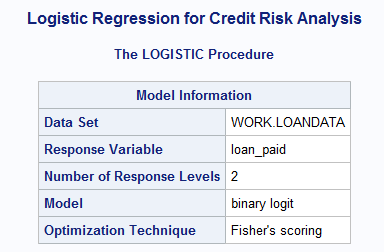 Logistic Regression for Credit Risk Analysis
The LOGISTIC Procedure
Model Information
Data Set WORK.LOANDATA
Response Variable loan_paid
Number of Response Levels 2
Model binary logit
Optimization Technique Fisher's scoring